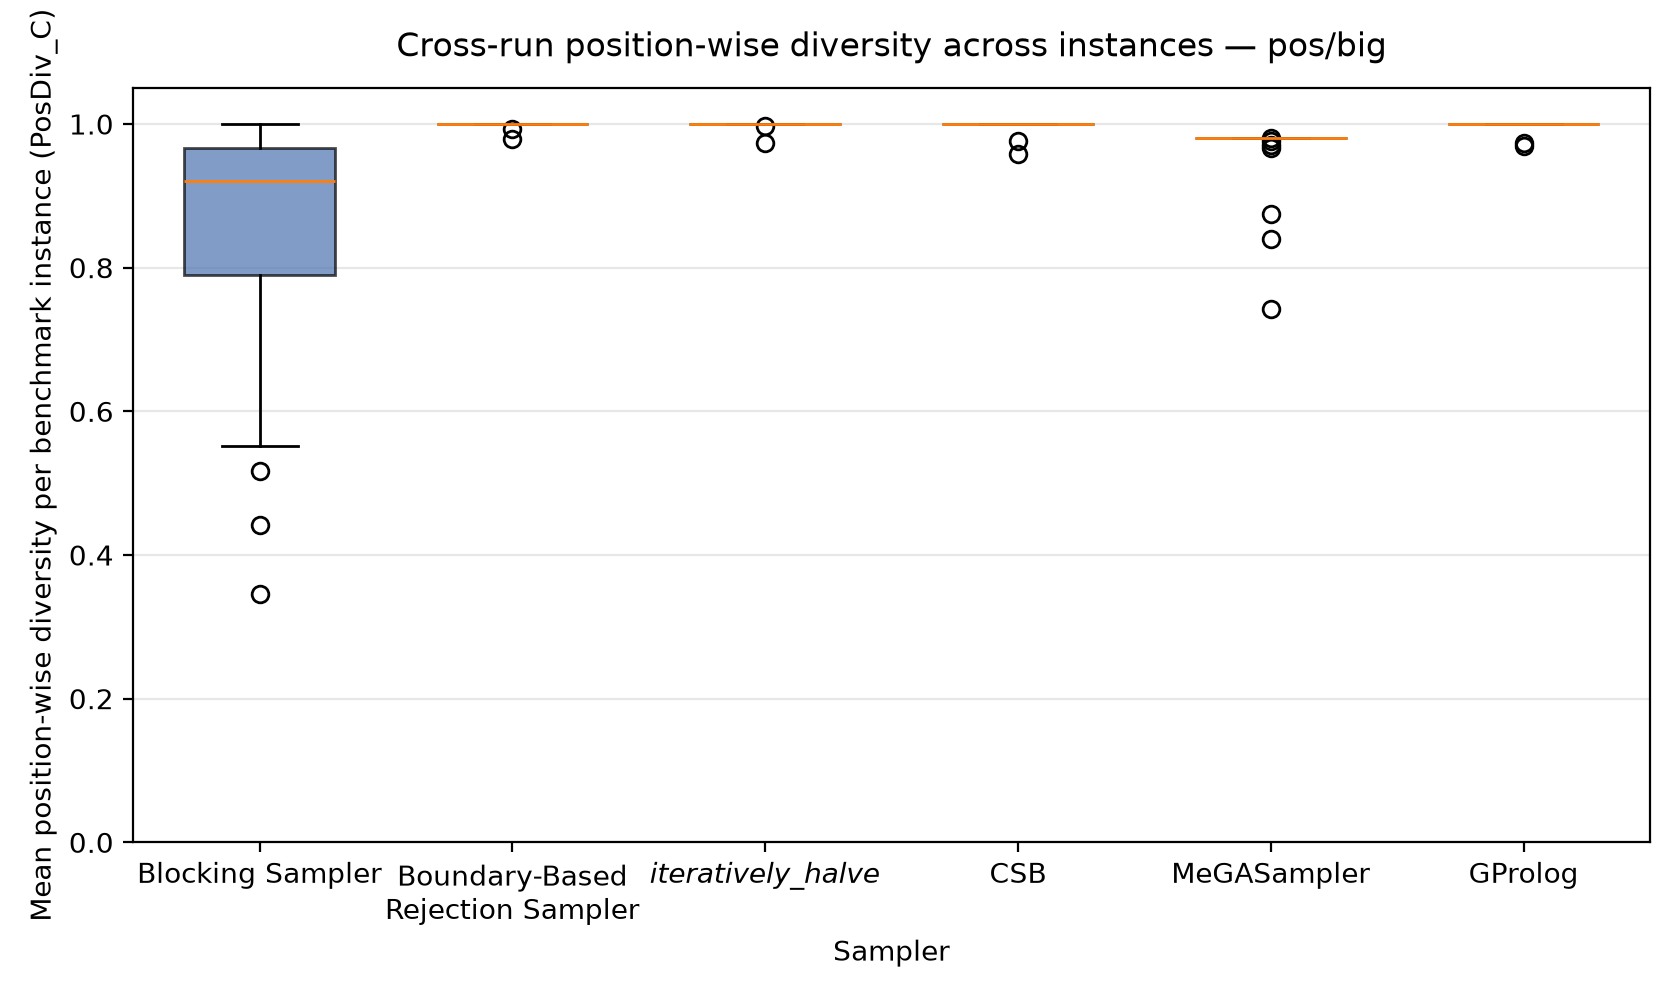 Cross-run position-wise diversity across instances — pos/big
Mean position-wise diversity per benchmark instance (PosDiv_C)
1.0
0.8
0.6
0.4
0.2
0.0
Blocking Sampler
Boundary-Based
Rejection Sampler
iteratively_halve
CSB
MeGASampler
GProlog
Sampler